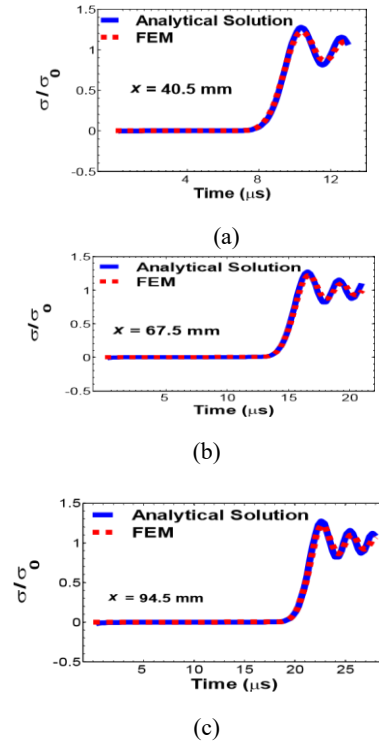 1.5
Analytical Solution
FEM
1
σ/σ0
0.5
x = 40.5 mm
0
-0.5
4 8 12
Time (μs)
(a)
1.5
Analytical Solution
FEM
1
σ/σ0
0.5
x = 67.5 mm
0
-0.5
5 10 15 20
Time (μs)
(b)
1.5
Analytical Solution
FEM
1
σ/σ0
0.5
x = 94.5 mm
0
-0.5
5 10 15 20 25
Time (μs)
(c)